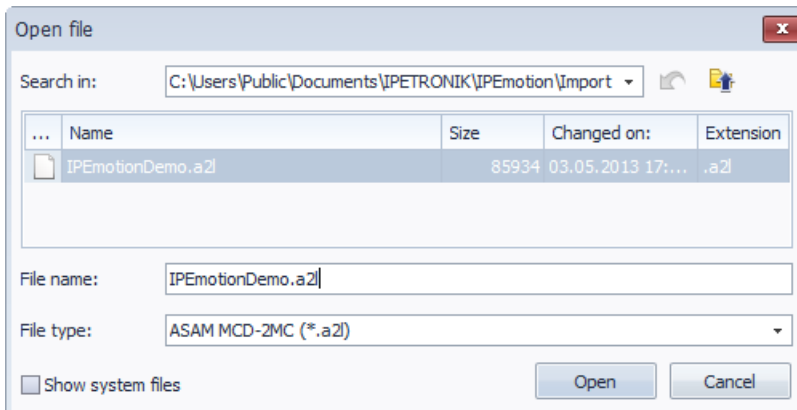 Open file
Search in: C:\Users\Public\Documents\IPETRONIK\IPEmotion\Import
... Name Size Changed on: Extension
IPEmotionDemo.a2l 85934 03.05.2013 17:... .a2l
File name: IPEmotionDemo.a2l
File type: ASAM MCD-2MC (*.a2l)
Show system files Open Cancel